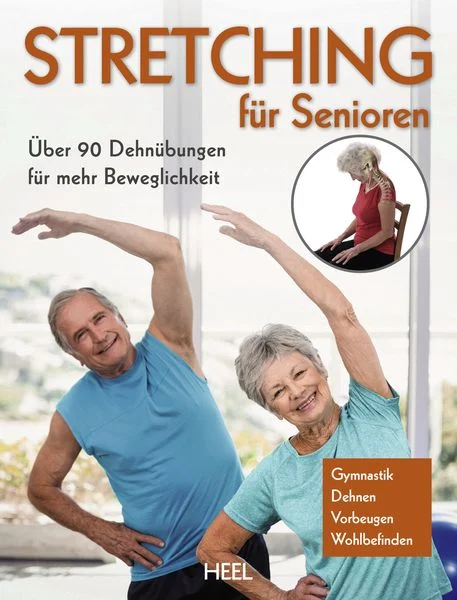 STRETCHING
für Senioren
Über 90 Dehnübungen
für mehr Beweglichkeit
Gymnastik
Dehnen
Vorbeugen
Wohlbefinden
HEEL